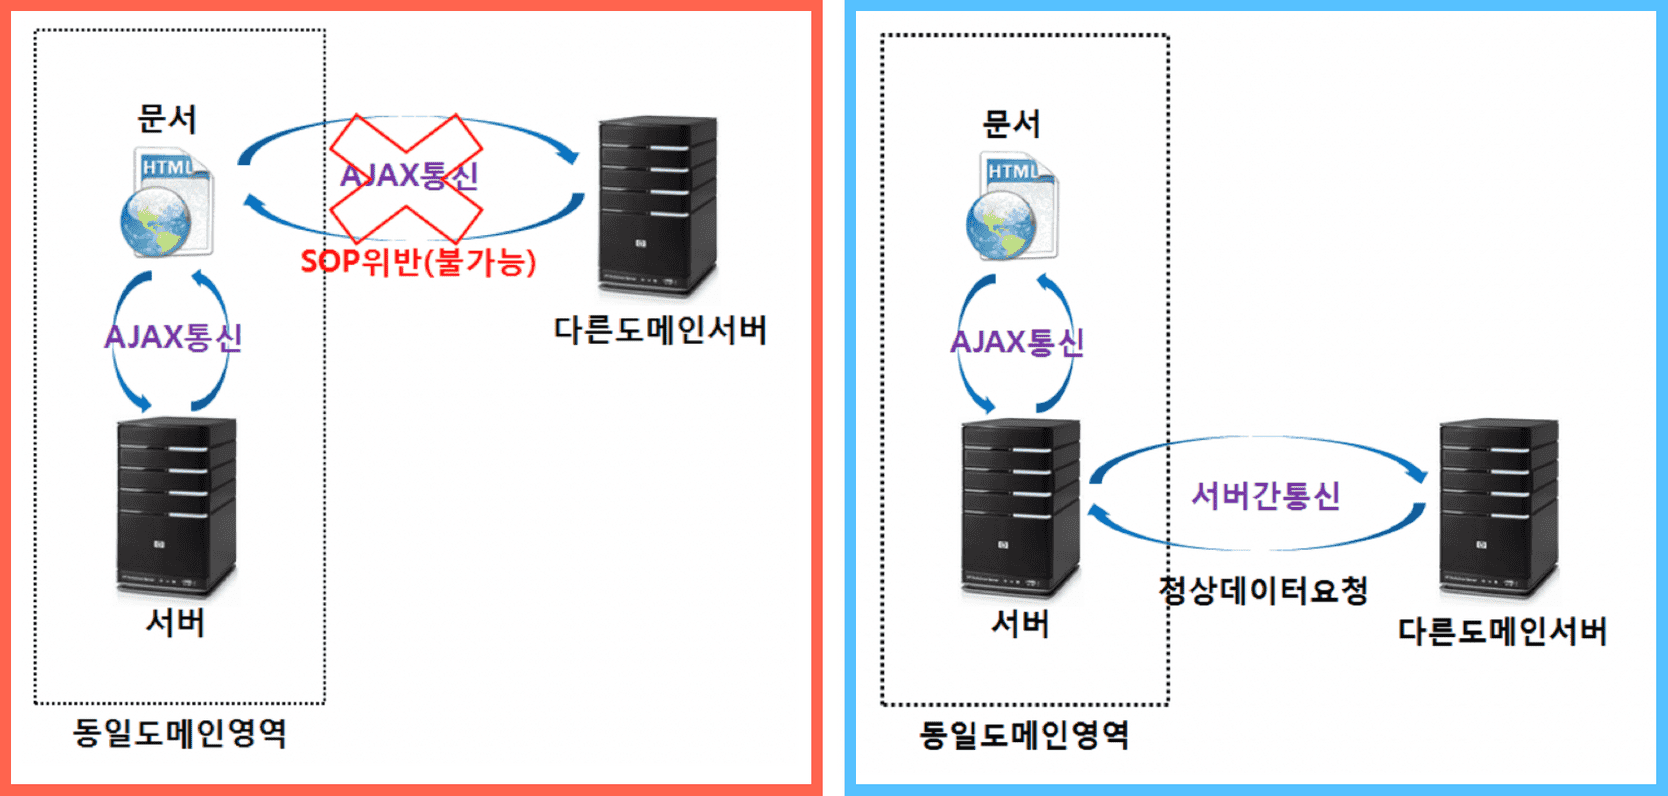 문서
HTML
AJAX통신
SOP위반(불가능)
다른도메인서버
AJAX통신
서버
동일도메인영역
문서
HTML
AJAX통신
서버간통신
청상데이터요청
서버
다른도메인서버
동일도메인영역